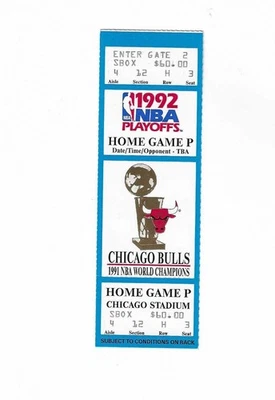 ENTER GATE 2
SBOX $60.00
4 12 H 3
Aisle Section Row Seat
1992
NBA
PLAYOFFS
HOME GAME P
Date/Time/Opponent - TBA
CHICAGO BULLS
1991 NBA WORLD CHAMPIONS
HOME GAME P
CHICAGO STADIUM
SBOX $60.00
4 12 H 3
Aisle Section Row Seat
SUBJECT TO CONDITIONS ON BACK